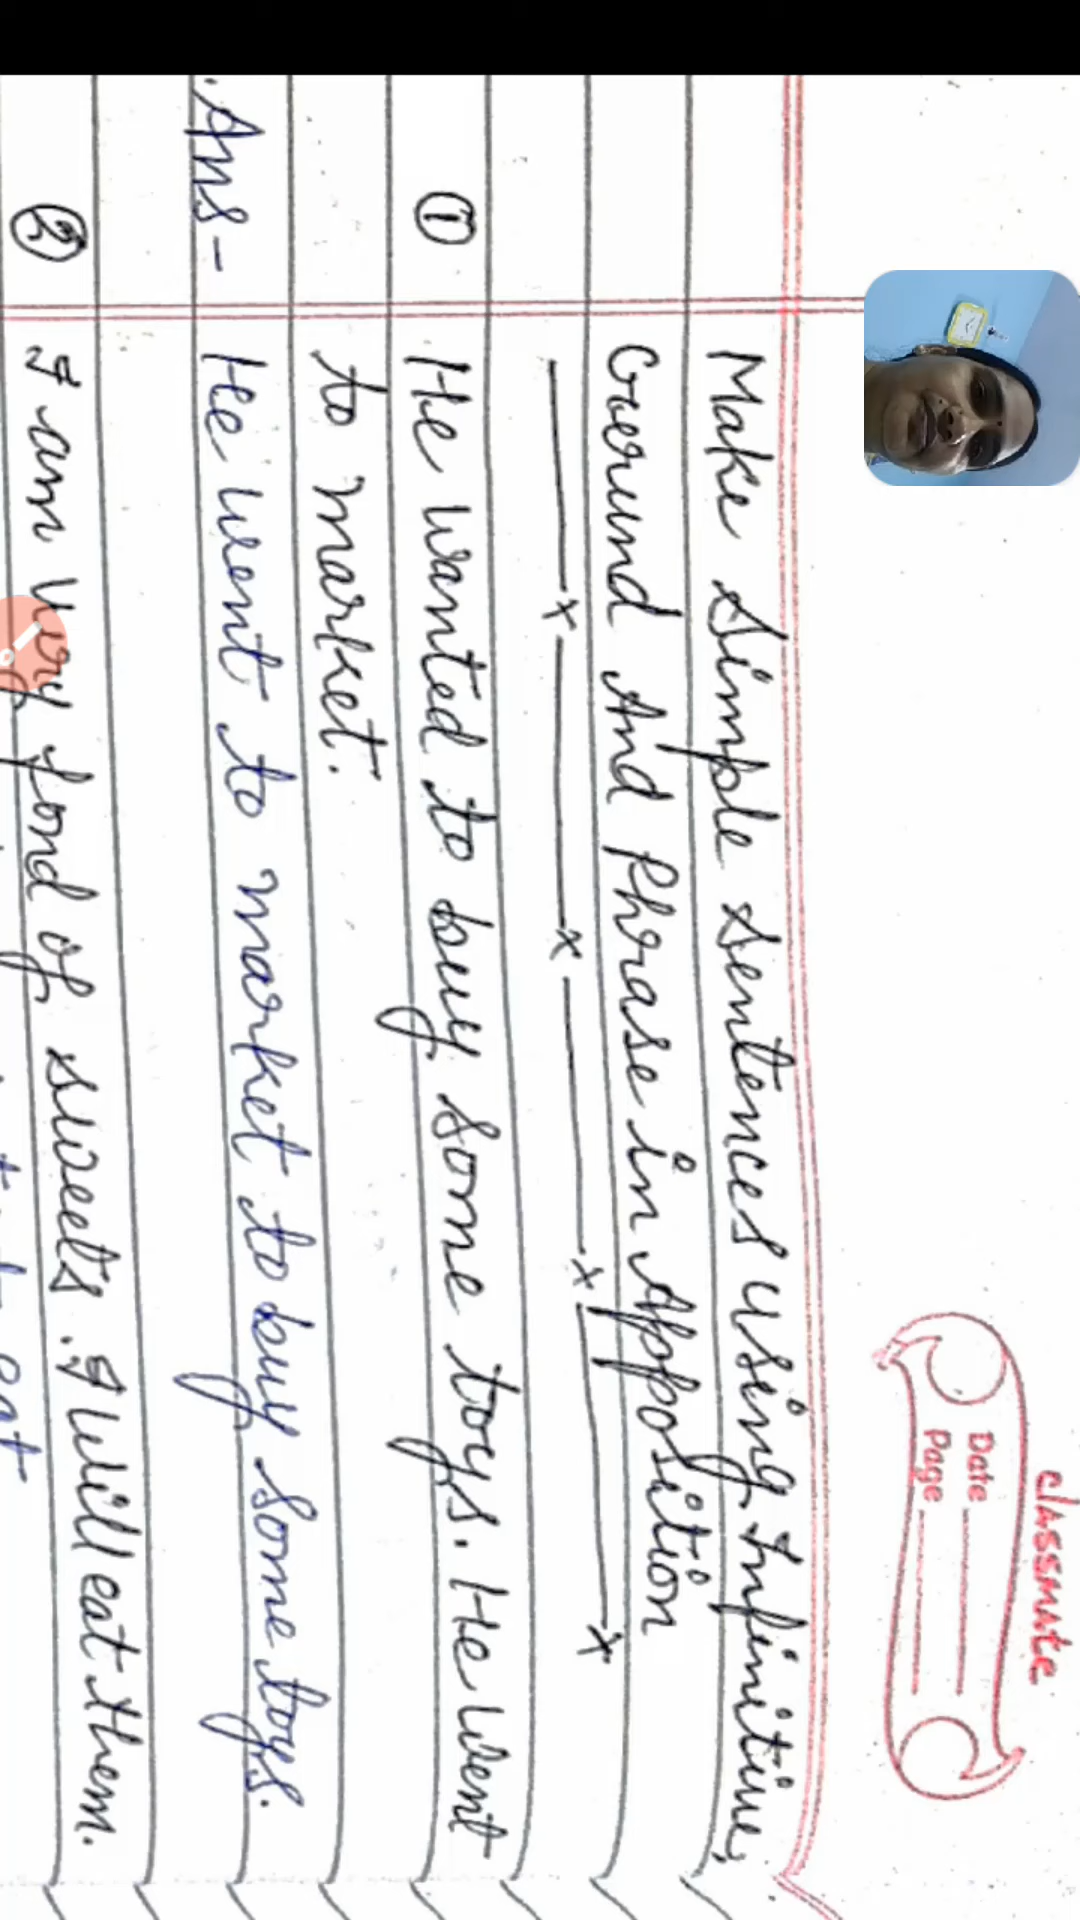 classmate
Date
Page
Make Simple Sentences using Infinitive,
Gerund And Phrase in Apposition
x x x x
① He wanted to buy some toys. He went
to market.
Ans- He went to market to buy some toys.
② I am very fond of sweets. I will eat them.
eat